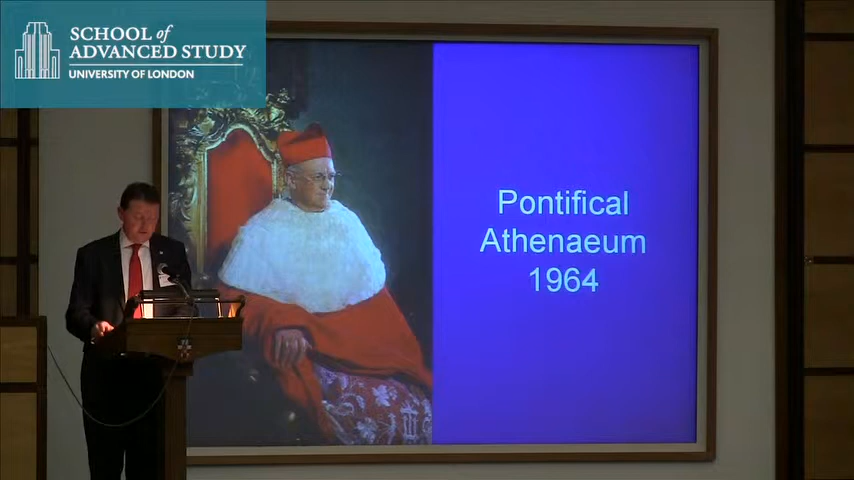 SCHOOL of
ADVANCED STUDY
UNIVERSITY OF LONDON
Pontifical
Athenaeum
1964